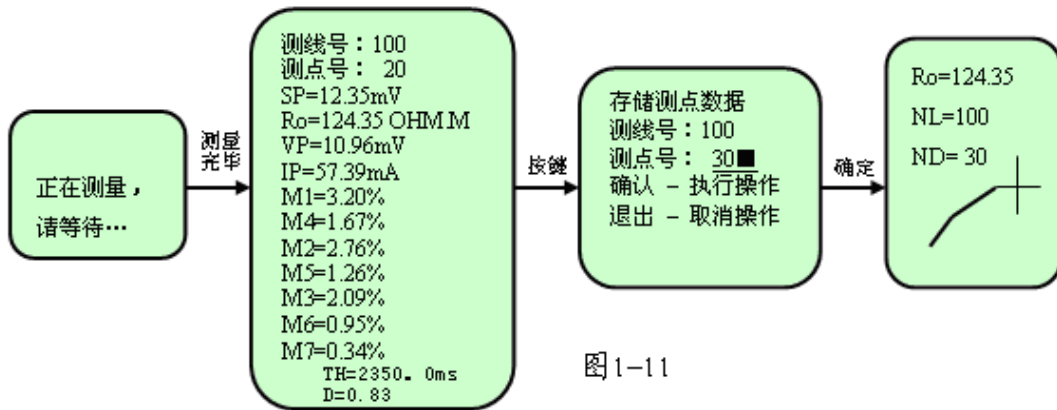 正在测量，
请等待…
测量
完毕
测线号：100
测点号： 20
SP=12.35mV
Ro=124.35 OHM.M
VP=10.96mV
IP=57.39mA
M1=3.20%
M4=1.67%
M2=2.76%
M5=1.26%
M3=2.09%
M6=0.95%
M7=0.34%
TH=2350。0ms
D=0.83
按键
存储测点数据
测线号：100
测点号： 30■
确认 – 执行操作
退出 – 取消操作
确定
Ro=124.35
NL=100
ND= 30
图1-11